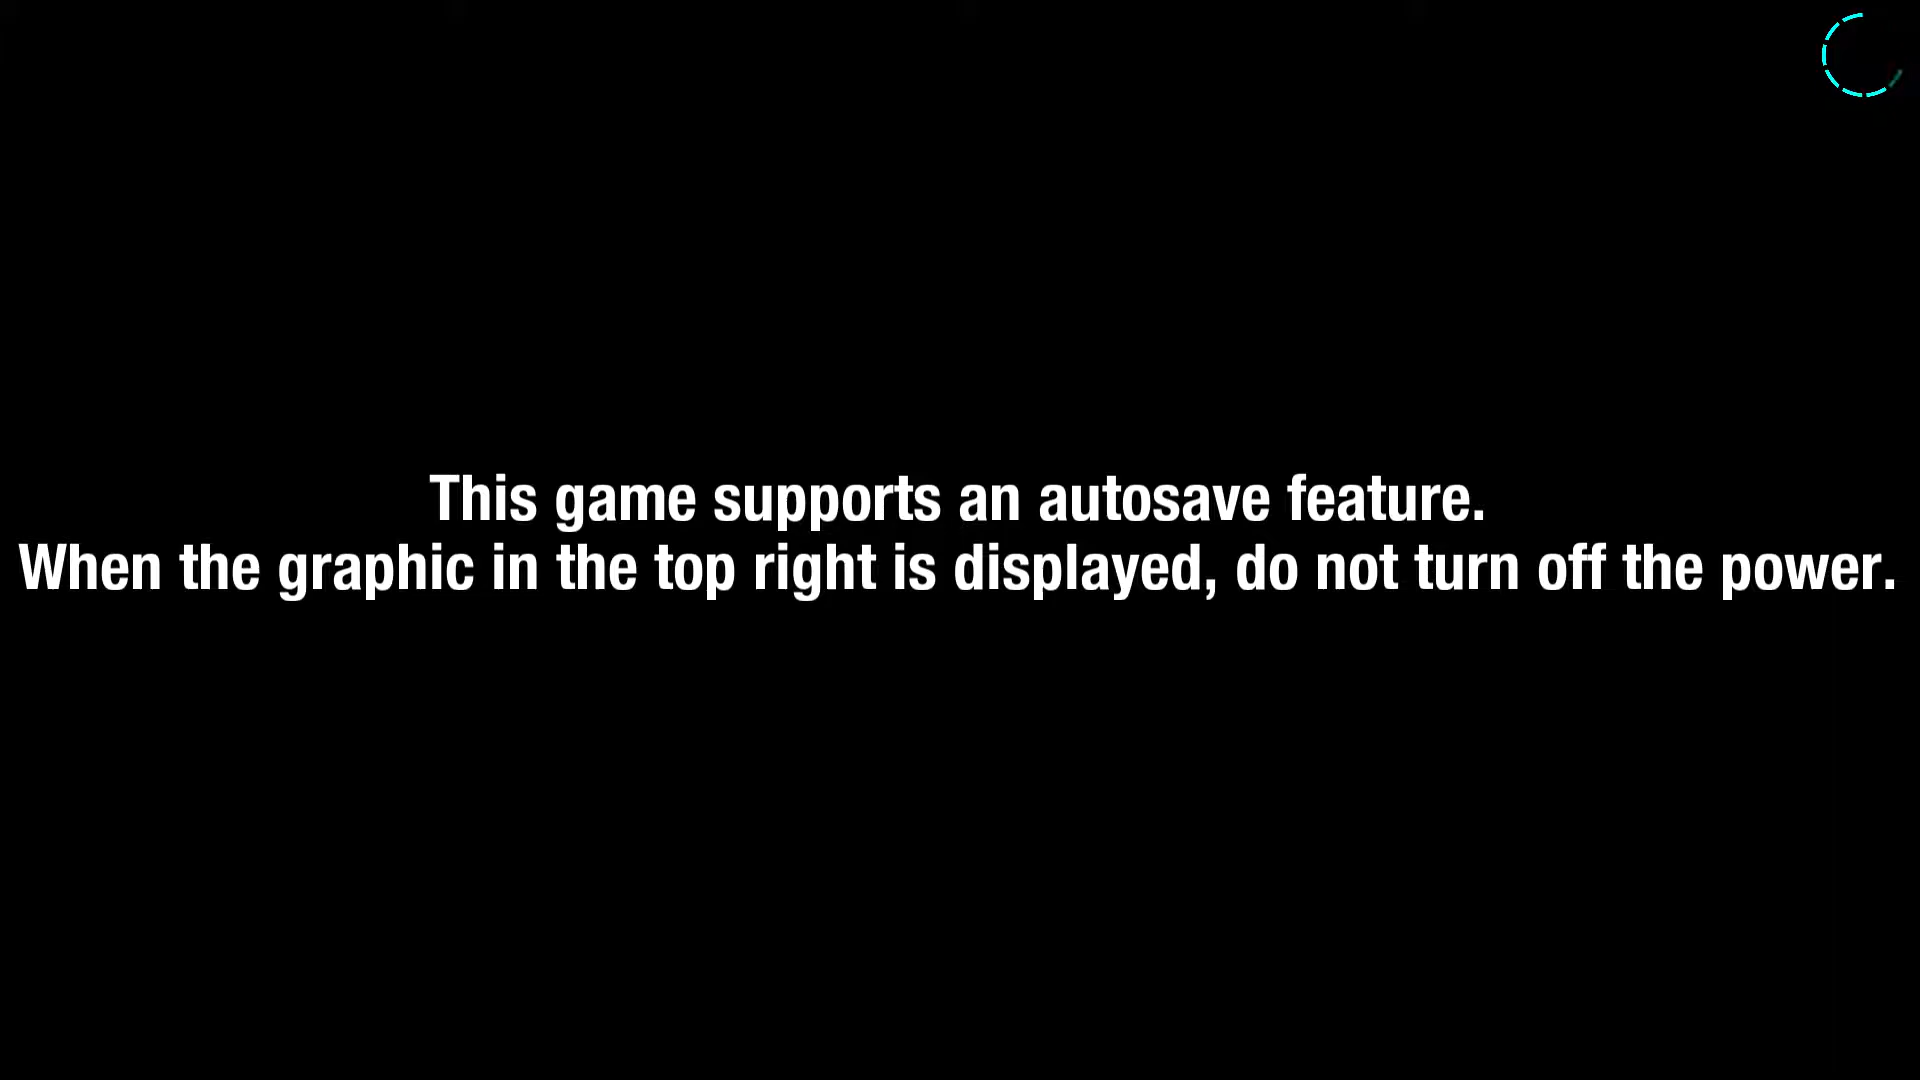 This game supports an autosave feature.
When the graphic in the top right is displayed, do not turn off the power.